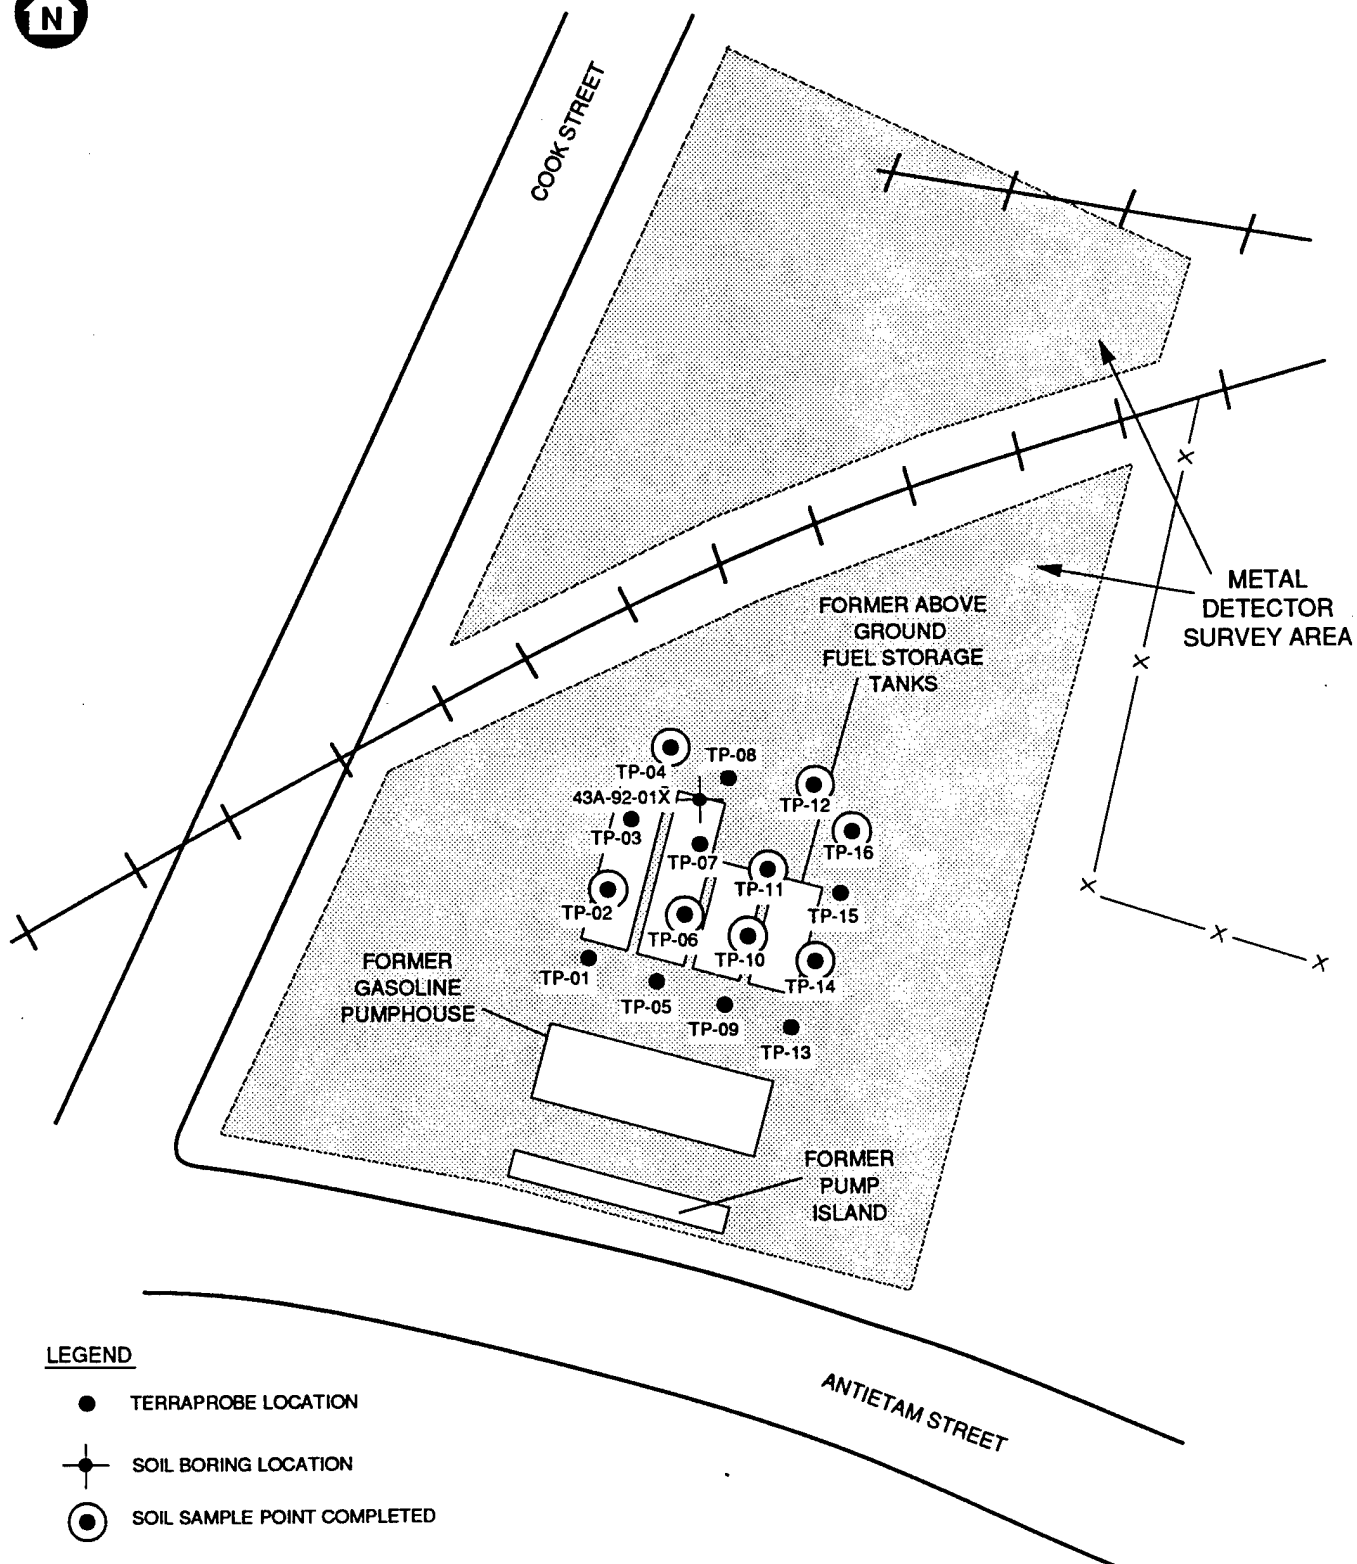 N
COOK STREET
METAL
DETECTOR
SURVEY AREA
FORMER ABOVE
GROUND
FUEL STORAGE
TANKS
TP-04
TP-08
43A-92-01X
TP-12
TP-03
TP-07
TP-16
TP-11
TP-02
TP-15
TP-06
TP-10
TP-01
TP-14
TP-05
TP-09
TP-13
FORMER
GASOLINE
PUMPHOUSE
FORMER
PUMP
ISLAND
ANTIETAM STREET
LEGEND
TERRAPROBE LOCATION
SOIL BORING LOCATION
SOIL SAMPLE POINT COMPLETED